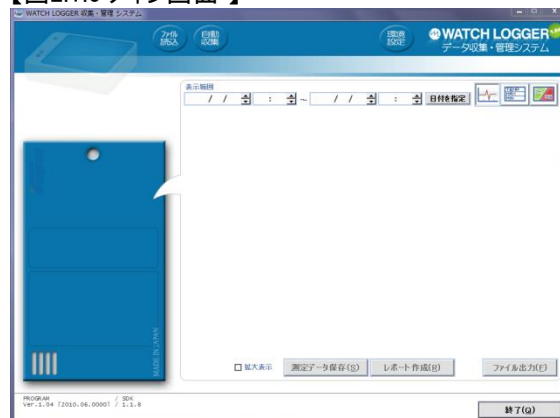 【図2.メイン画面 】
WATCH LOGGER 収集・管理 システム
ファイル
読込
自動
収集
環境
設定
WATCH LOGGER
データ収集・管理システム
表示範囲
/ / : ~ / / : 日付を指定
MADE IN JAPAN
拡大表示 測定データ保存(S) レポート作成(R) ファイル出力(F)
PROGRAM / SDK
Ver.1.04 [2010.06.0000] / 1.1.8
終了(Q)